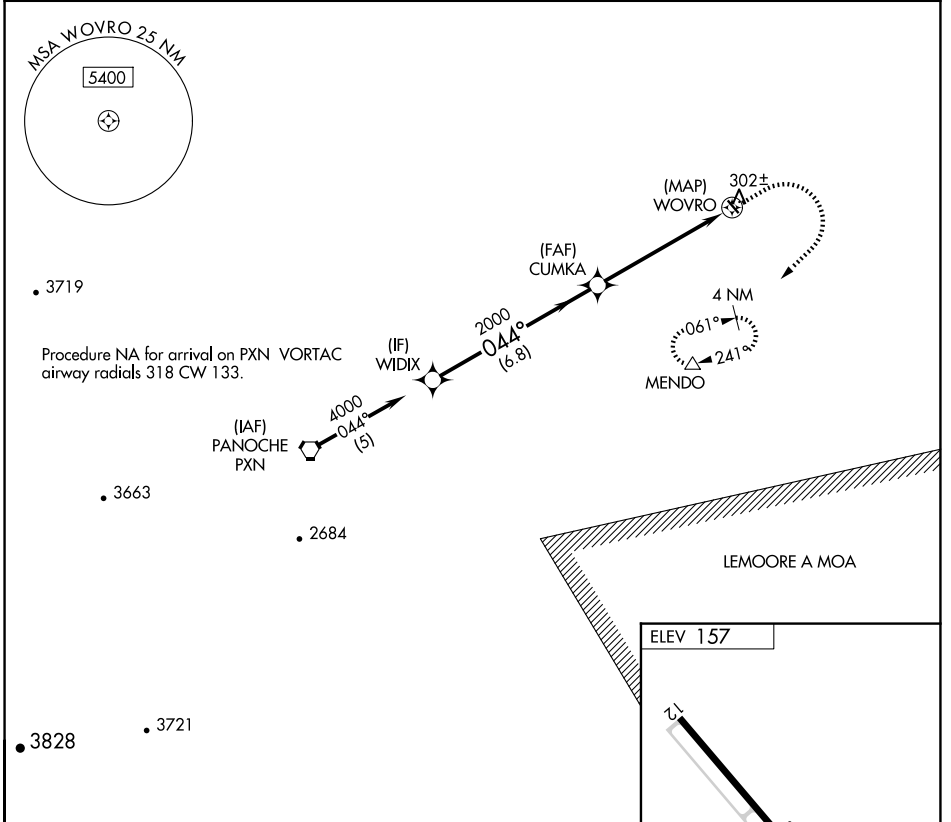 MSA WOVRO 25 NM
5400
(MAP)
WOVRO
302±
(FAF)
CUMKA
3719
4 NM
2000
044°
(6.8)
061°
241°
MENDO
Procedure NA for arrival on PXN VORTAC
airway radials 318 CW 133.
(IF)
WIDIX
4000
044°
(5)
(IAF)
PANOCHE
PXN
3663
2684
LEMOORE A MOA
ELEV 157
12
3721
3828